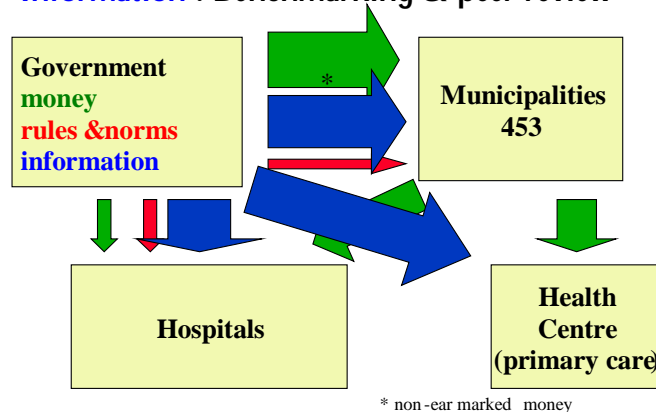 information : Benchmarking & peer review
Government
money
rules &norms
information
*
Municipalities
453
Hospitals
Health
Centre
(primary care)
* non-ear marked money